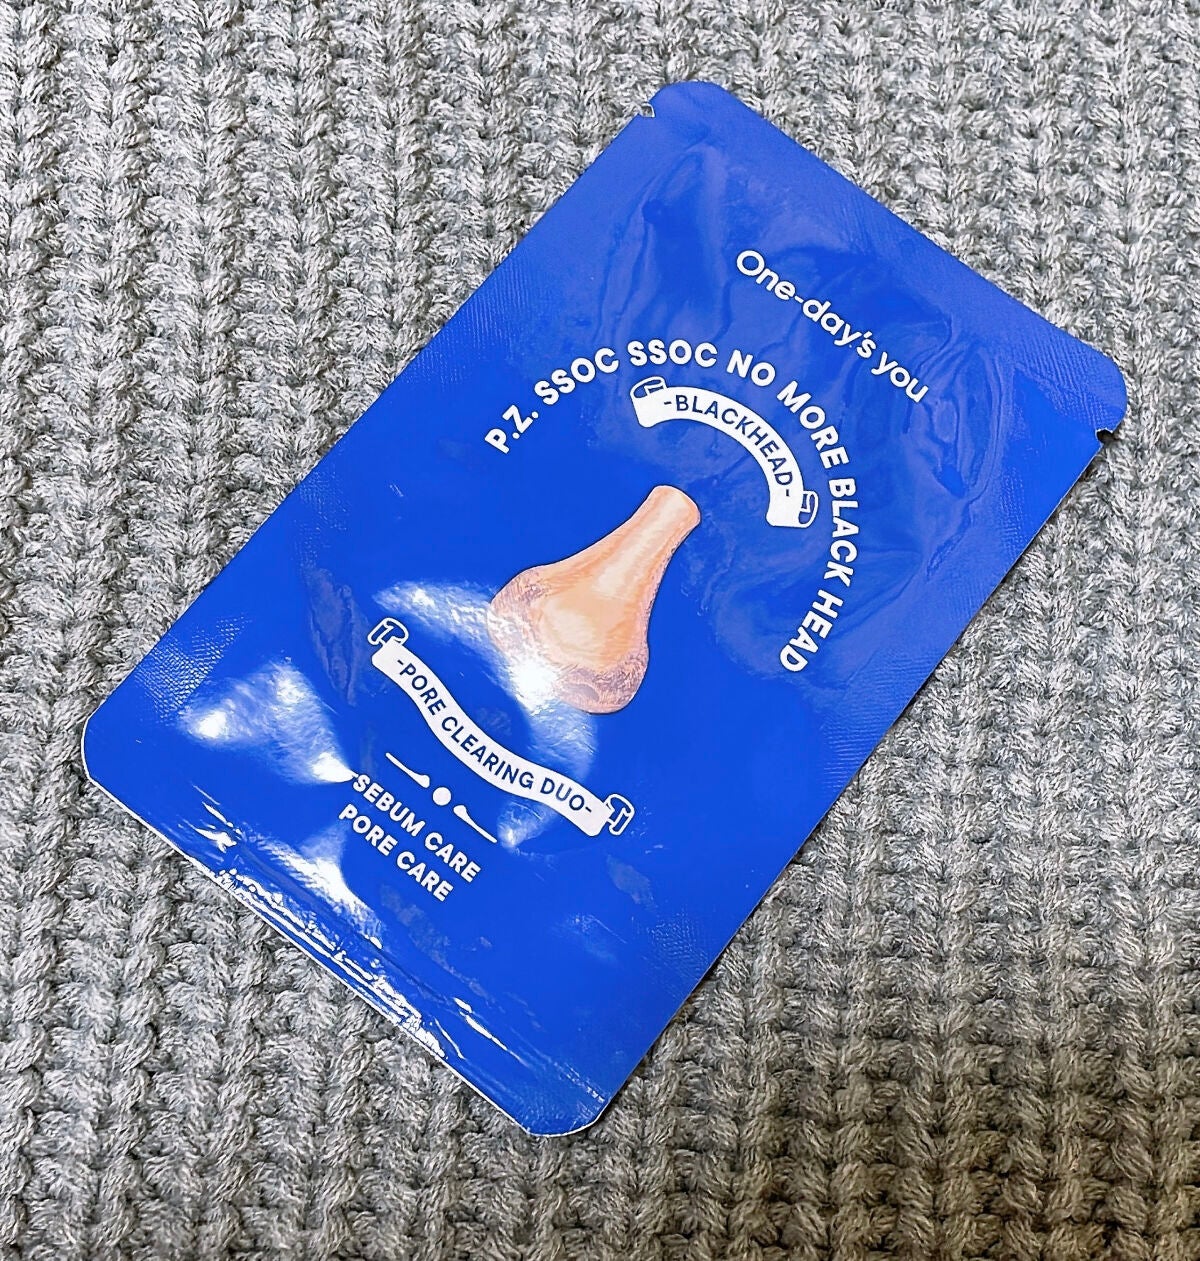 One-day's you
P.Z. SSOC SSOC NO MORE BLACK HEAD
-BLACKHEAD-
-PORE CLEARING DUO-
SEBUM CARE
PORE CARE